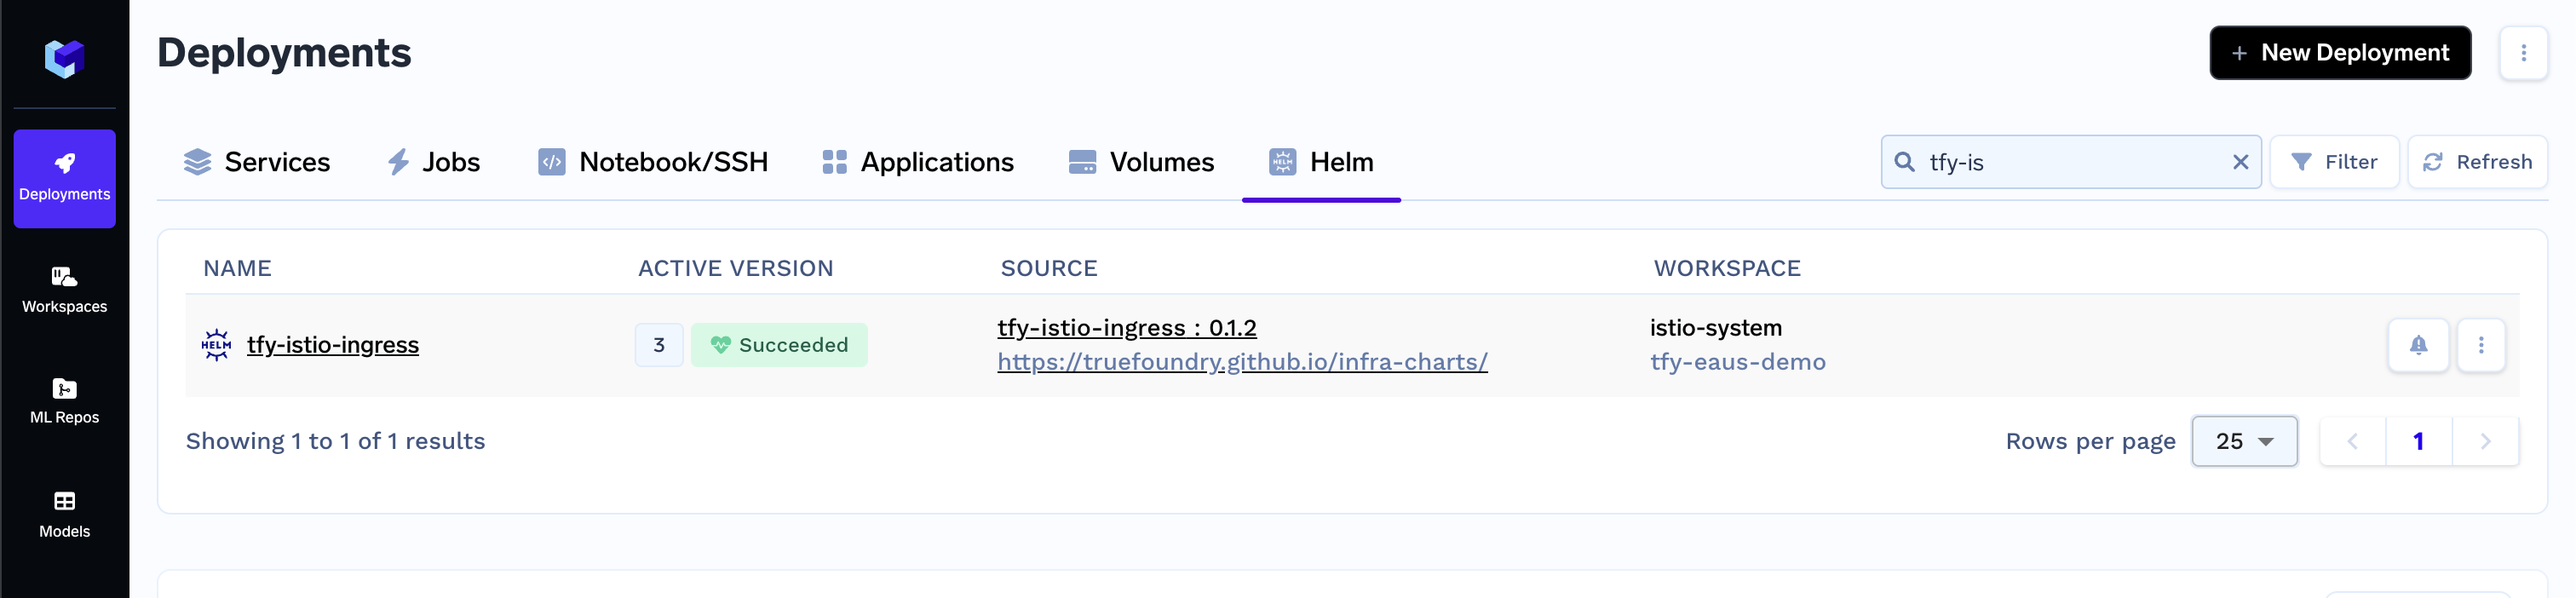 Deployments
+ New Deployment
Services
Jobs
Notebook/SSH
Applications
Volumes
HELM
Helm
tfy-is
Filter
Refresh
Deployments
Workspaces
ML Repos
Models
NAME
ACTIVE VERSION
SOURCE
WORKSPACE
HELM
tfy-istio-ingress
3
Succeeded
tfy-istio-ingress : 0.1.2
https://truefoundry.github.io/infra-charts/
istio-system
tfy-eaus-demo
Showing 1 to 1 of 1 results
Rows per page
25
1